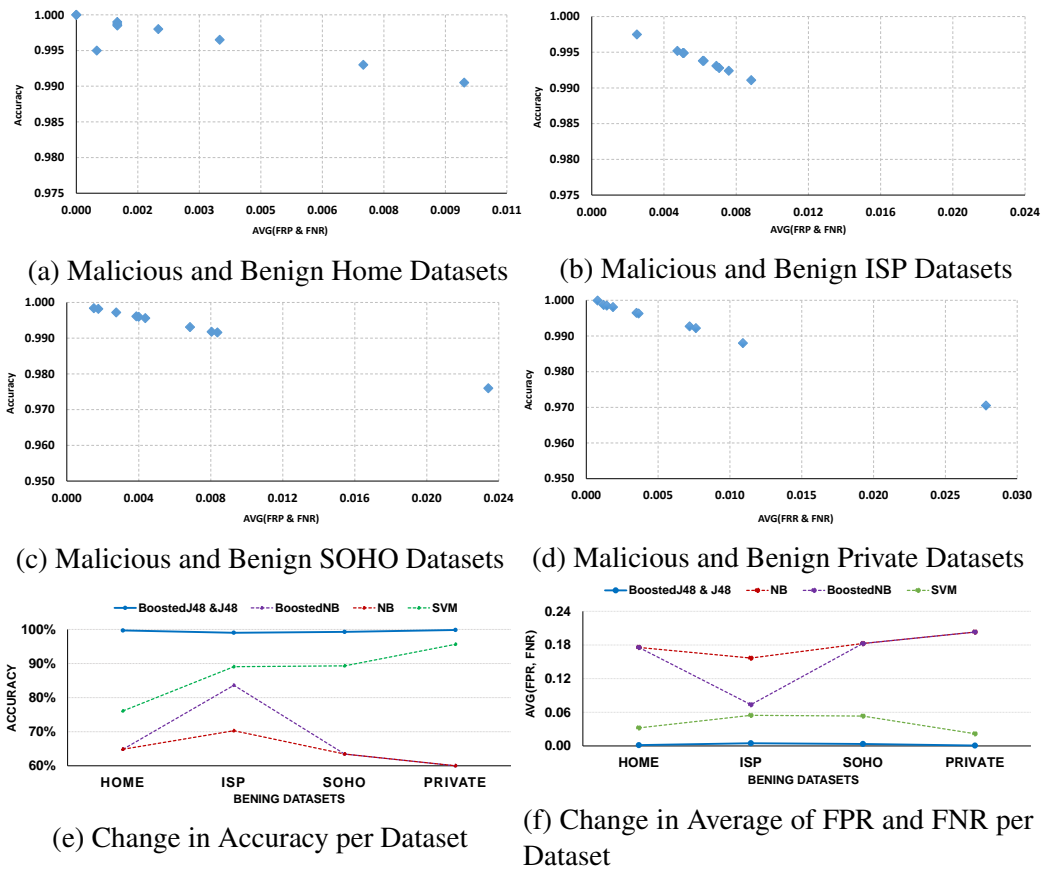 1.000
0.995
0.990
0.985
0.980
0.975
Accuracy
0.000 0.002 0.003 0.005 0.006 0.008 0.009 0.011
AVG(FRP & FNR)
(a) Malicious and Benign Home Datasets
1.000
0.995
0.990
0.985
0.980
0.975
Accuracy
0.000 0.004 0.008 0.012 0.016 0.020 0.024
AVG(FRP & FNR)
(b) Malicious and Benign ISP Datasets
1.000
0.990
0.980
0.970
0.960
0.950
Accuracy
0.000 0.004 0.008 0.012 0.016 0.020 0.024
AVG(FRP & FNR)
(c) Malicious and Benign SOHO Datasets
1.000
0.990
0.980
0.970
0.960
0.950
Accuracy
0.000 0.005 0.010 0.015 0.020 0.025 0.030
AVG(FRR & FNR)
(d) Malicious and Benign Private Datasets
BoostedJ48 &J48 BoostedNB NB SVM
100%
90%
80%
70%
60%
ACCURACY
HOME ISP SOHO PRIVATE
BENING DATASETS
(e) Change in Accuracy per Dataset
BoostedJ48 & J48 NB BoostedNB SVM
0.24
0.18
0.12
0.06
0.00
AVG(FPR, FNR)
HOME ISP SOHO PRIVATE
BENING DATASETS
(f) Change in Average of FPR and FNR per
Dataset